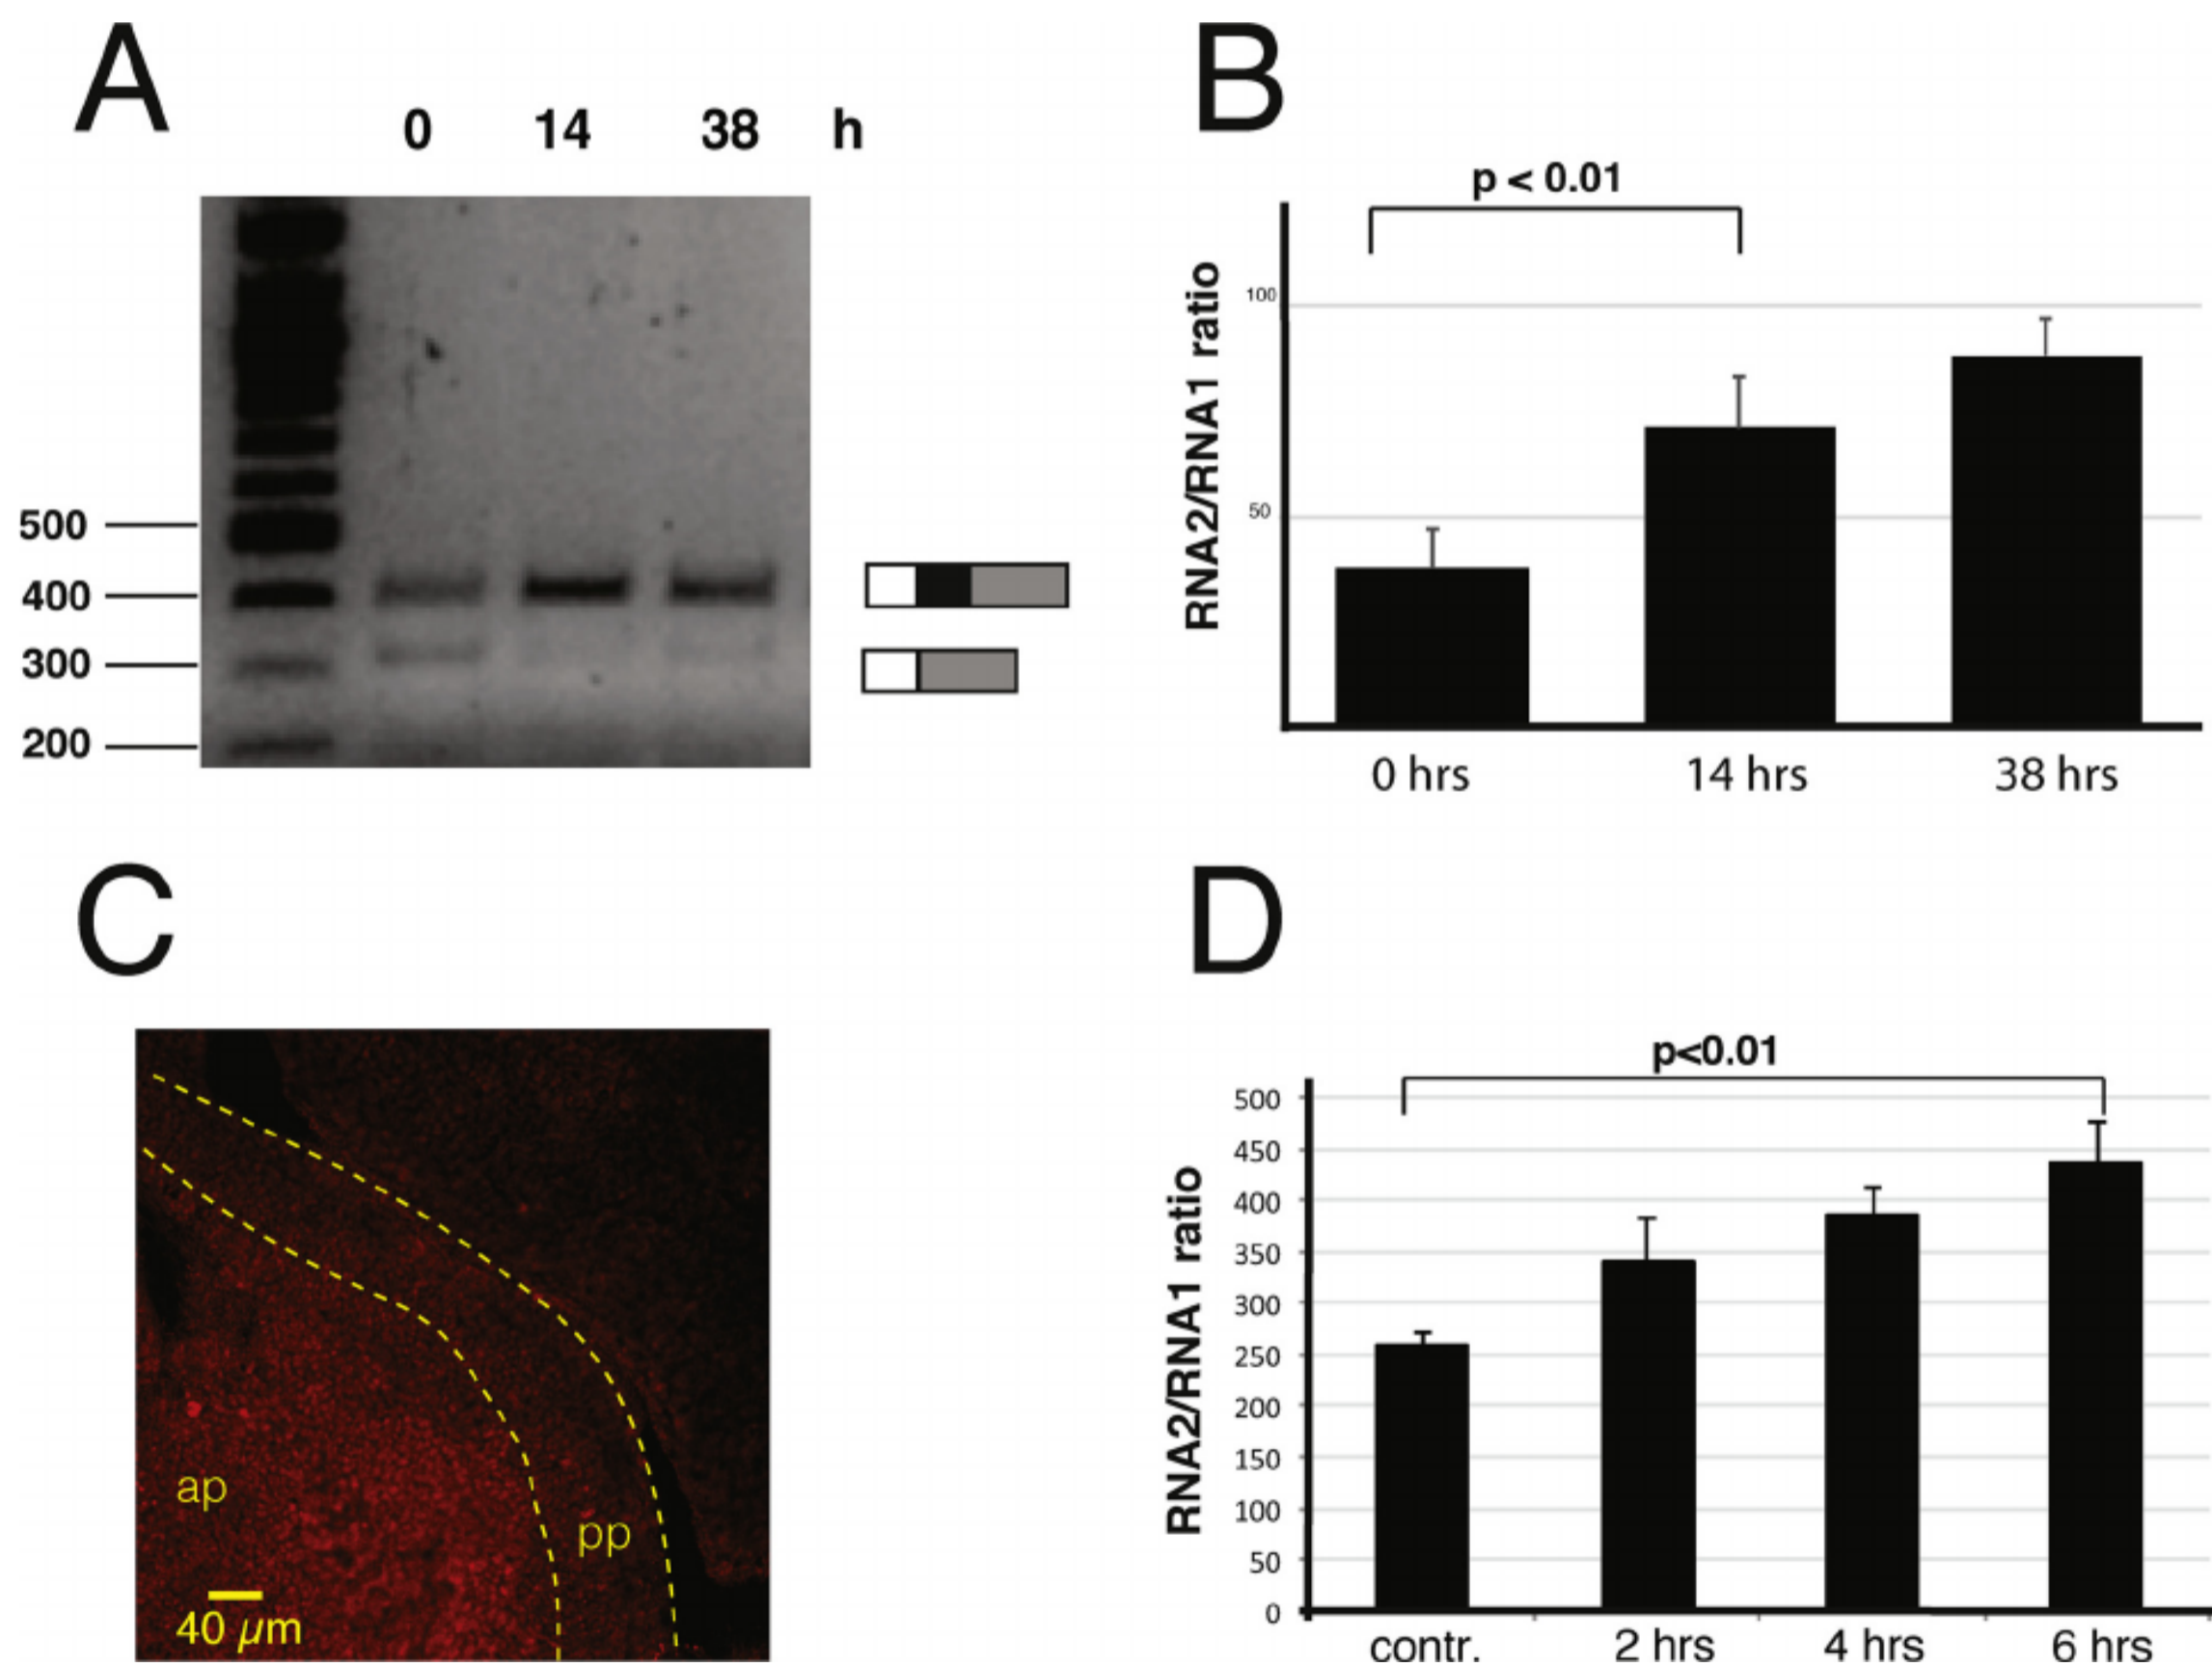 A
0 14 38 h
500
400
300
200
B
p < 0.01
RNA2/RNA1 ratio
100
50
0 hrs 14 hrs 38 hrs
C
ap
pp
40 µm
D
p<0.01
RNA2/RNA1 ratio
500
450
400
350
300
250
200
150
100
50
0
contr. 2 hrs 4 hrs 6 hrs